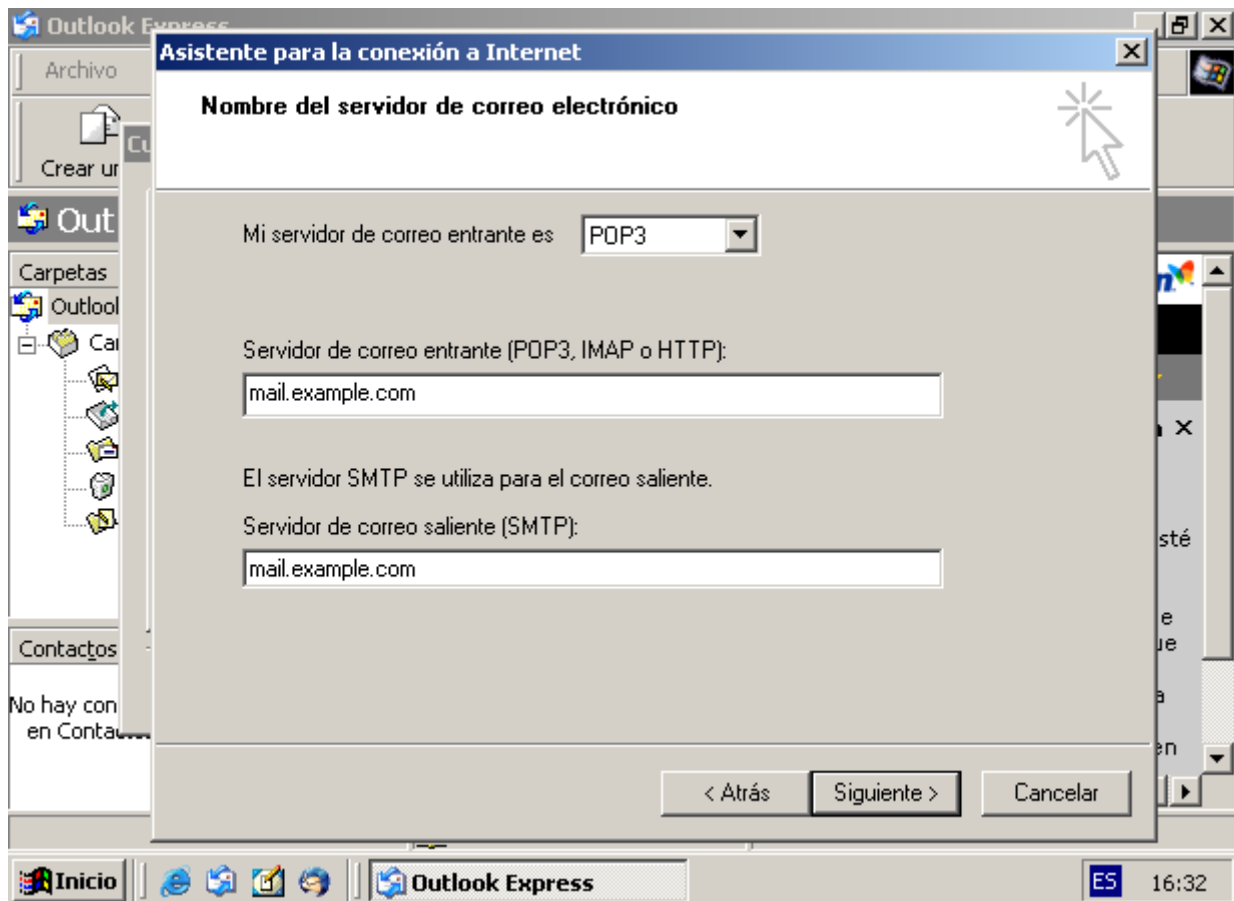 Outlook Express
Asistente para la conexión a Internet
Archivo
Nombre del servidor de correo electrónico
Crear un
Out
Mi servidor de correo entrante es POP3
Carpetas
Servidor de correo entrante (POP3, IMAP o HTTP):
mail.example.com
El servidor SMTP se utiliza para el correo saliente.
Servidor de correo saliente (SMTP):
mail.example.com
sté
e
Contactos
No hay con
a
en
< Atrás
Siguiente >
Cancelar
Inicio
Outlook Express
ES
16:32